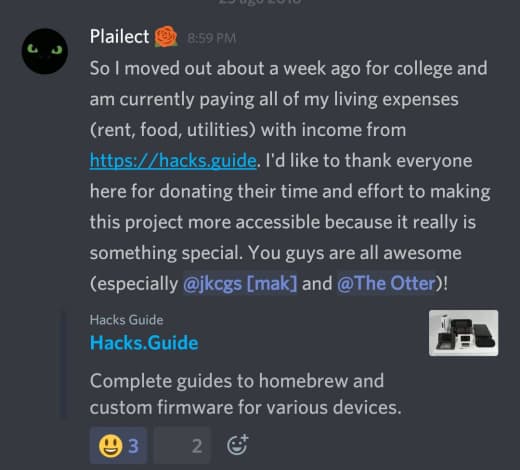 Plailect 8:59 PM
So I moved out about a week ago for college and
am currently paying all of my living expenses
(rent, food, utilities) with income from
https://hacks.guide. I'd like to thank everyone
here for donating their time and effort to making
this project more accessible because it really is
something special. You guys are all awesome
(especially @jkcgs [mak] and @The Otter)!
Hacks Guide
Hacks.Guide
Complete guides to homebrew and
custom firmware for various devices.
3 2